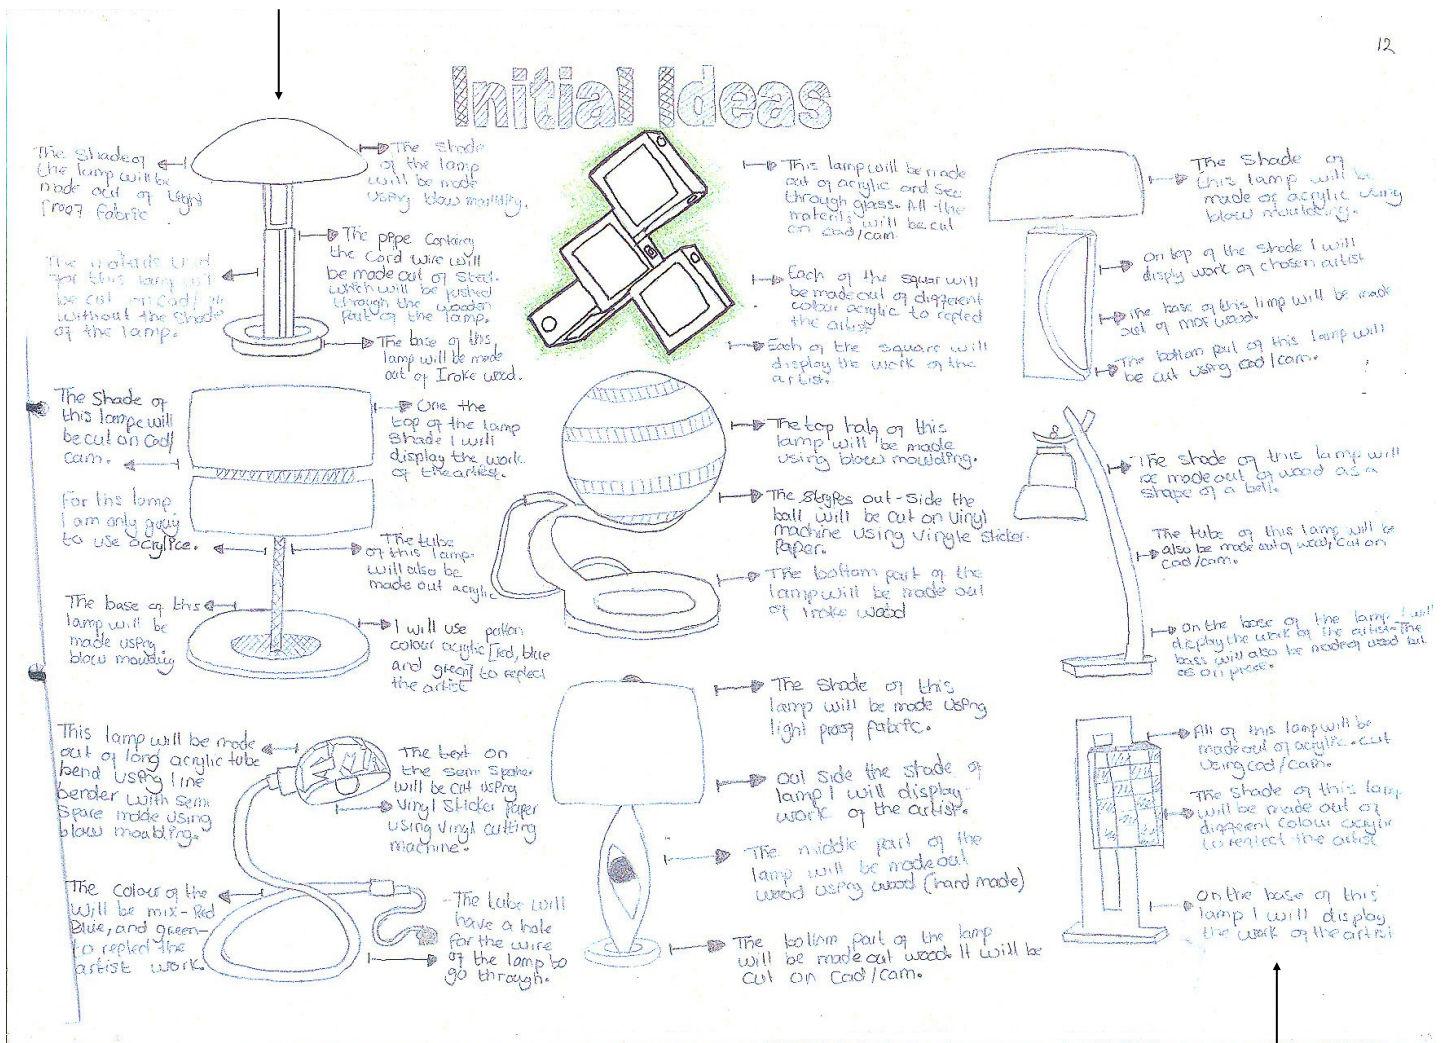 12
Initial Ideas
The Shade of
the lamp will be
made out of light
proof fabric
The shade
of the lamp
will be made
using blow moulding.
The pipe contany
the cord wire will
be made out of steel
which will be pushed
through the wooden
part of the lamp.
for this lamp will
be cut on cad/
without the shade
of the lamp.
The base of this
lamp will be made
out of Iroke wood.
This lamp will be made
out of acrylic and see
through glass. All the
materils will be cut
on cad/cam.
Each of the squar will
be made out of different
colour acrylic to replect
the artist
Each of the square will
display the work of the
artist.
The Shade of
this lamp will be
made of acrylic using
blow moulding.
on top of the shade I will
disply work of chosen artist
The base of this limp will be made
out of MDF wood.
The bottom part of this lamp will
be cut using cad/cam.
The Shade of
this lampe will
be cut on cad/
cam.
One the
top of the lamp
Shade I will
display the work
of the artest.
For this lamp
I am only goay
to use acrylice.
The tube
of this lamp
will also be
made out acrylic
The base of this
lamp will be
made using
blow moulding
I will use patton
colour acrylic [red, blue
and green] to replect
the artist
The top half of this
lamp will be made
using blow moulding.
The strypes out-side the
ball will be cut on vinyl
machine using vingle sticker
Paper.
The bottom part of the
lamp will be made out
of iroke wood
The shade of this lamp will
be made out of wood as a
shape of a bell.
The tube of this lamp will be
also be made out of wood, cut on
cad/cam.
On the base of the lamp I will
display the work of the artist. The
bass will also be made of wood but
as on piece.
This lamp will be made
out of long acrylic tube
bend using line
bender with semi
Spare made using
blow moulding.
The text on
the semi spare
will be cut using
Vinyl Sticker paper
using vinyl cutting
machine.
The colour of the
will be mix-Red
Blue, and green
to replect the
artist work.
The tube will
have a hole
for the wire
of the lamp to
go through.
The shade of this
lamp will be made using
light proof fabric.
out side the shade of
lamp I will display
work of the artist.
The middle part of the
lamp will be made out
wood using wood (hand made)
The bottom part of the lamp
will be made out wood. It will be
cut on cad/cam.
All of this lamp will be
made out of acrylic. cut
using cad/cam.
The shade of this lamp
will be made out of
different colour acrylic
to replect the artist
On the base of this
lamp I will display
the work of the artist